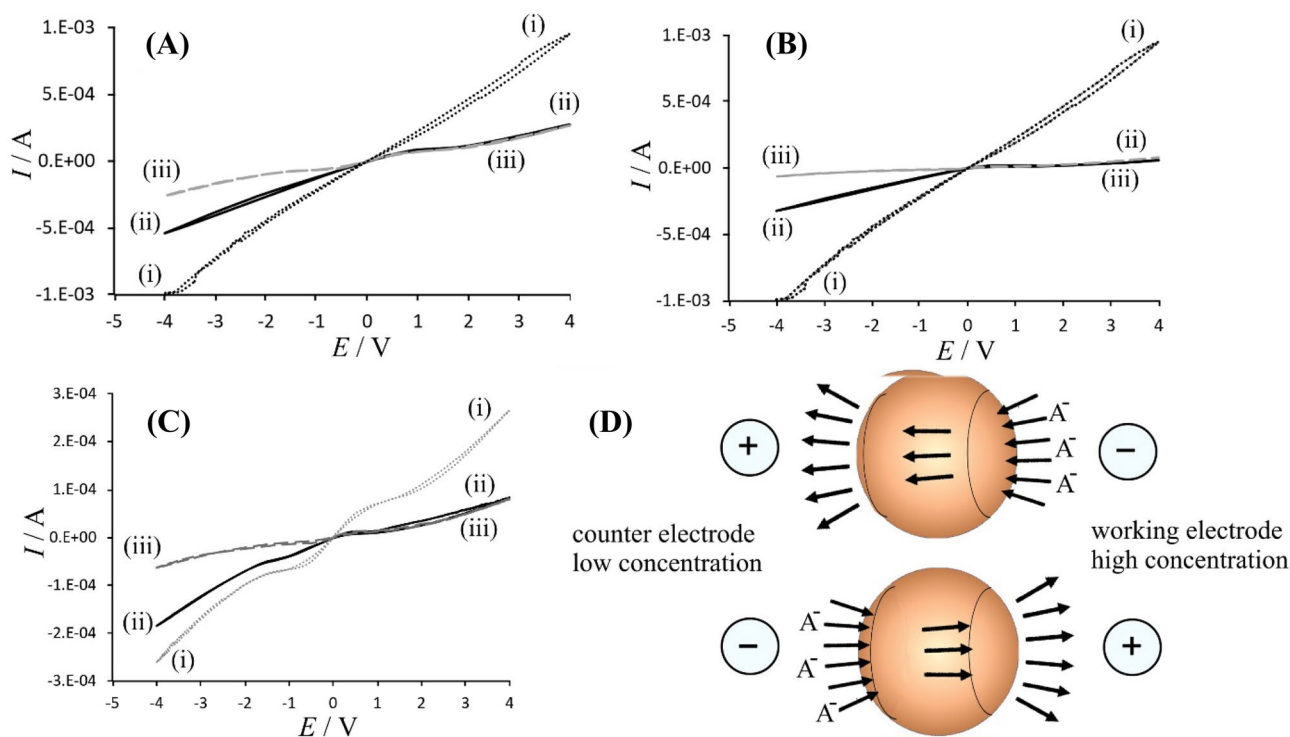 (A)
1.E-03
5.E-04
0.E+00
-5.E-04
-1.E-03
I / A
-5 -4 -3 -2 -1 0 1 2 3 4
E / V
(i)
(ii)
(iii)
(iii)
(ii)
(i)
(B)
1.E-03
5.E-04
0.E+00
-5.E-04
-1.E-03
I / A
-5 -4 -3 -2 -1 0 1 2 3 4
E / V
(i)
(ii)
(iii)
(iii)
(ii)
(i)
(C)
3.E-04
2.E-04
1.E-04
0.E+00
-1.E-04
-2.E-04
-3.E-04
I / A
-5 -4 -3 -2 -1 0 1 2 3 4
E / V
(i)
(ii)
(iii)
(iii)
(ii)
(i)
(D)
+
A⁻
A⁻
A⁻
−
counter electrode
low concentration
working electrode
high concentration
−
A⁻
A⁻
A⁻
+